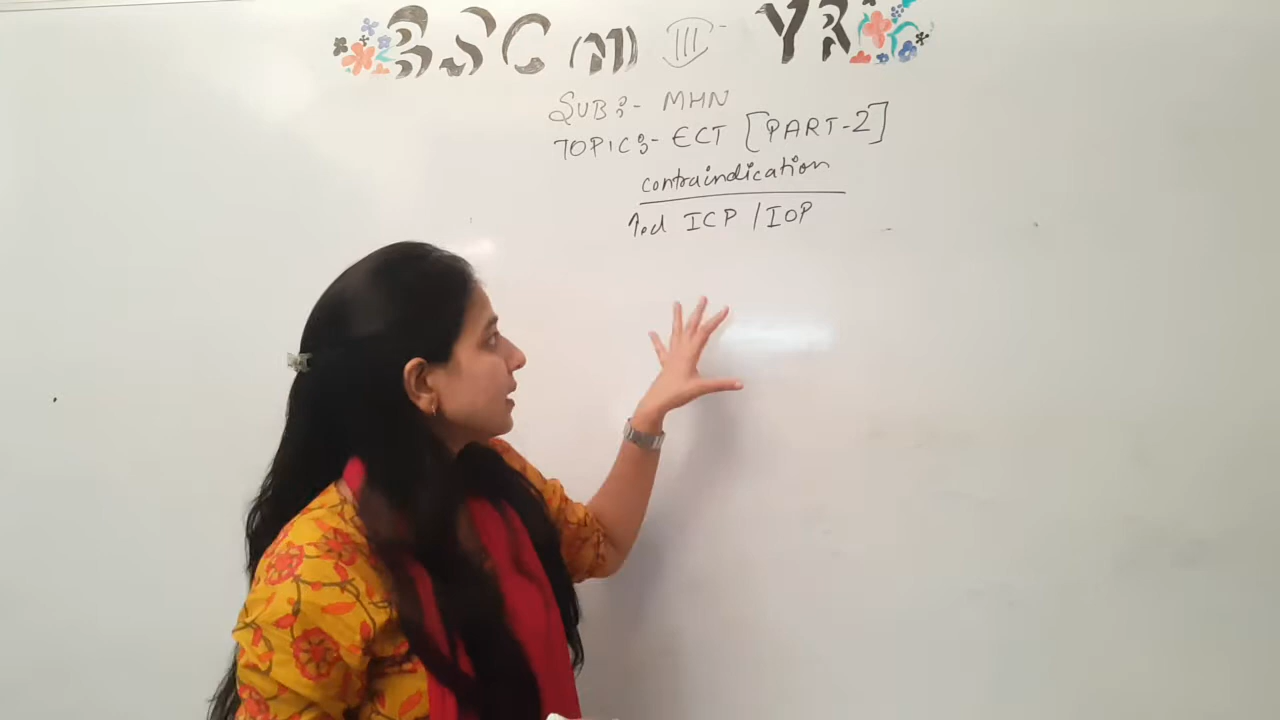 BSC (N) III YR
SUB:- MHN
TOPIC:- ECT [PART-2]
contraindication
↑ed ICP / IOP